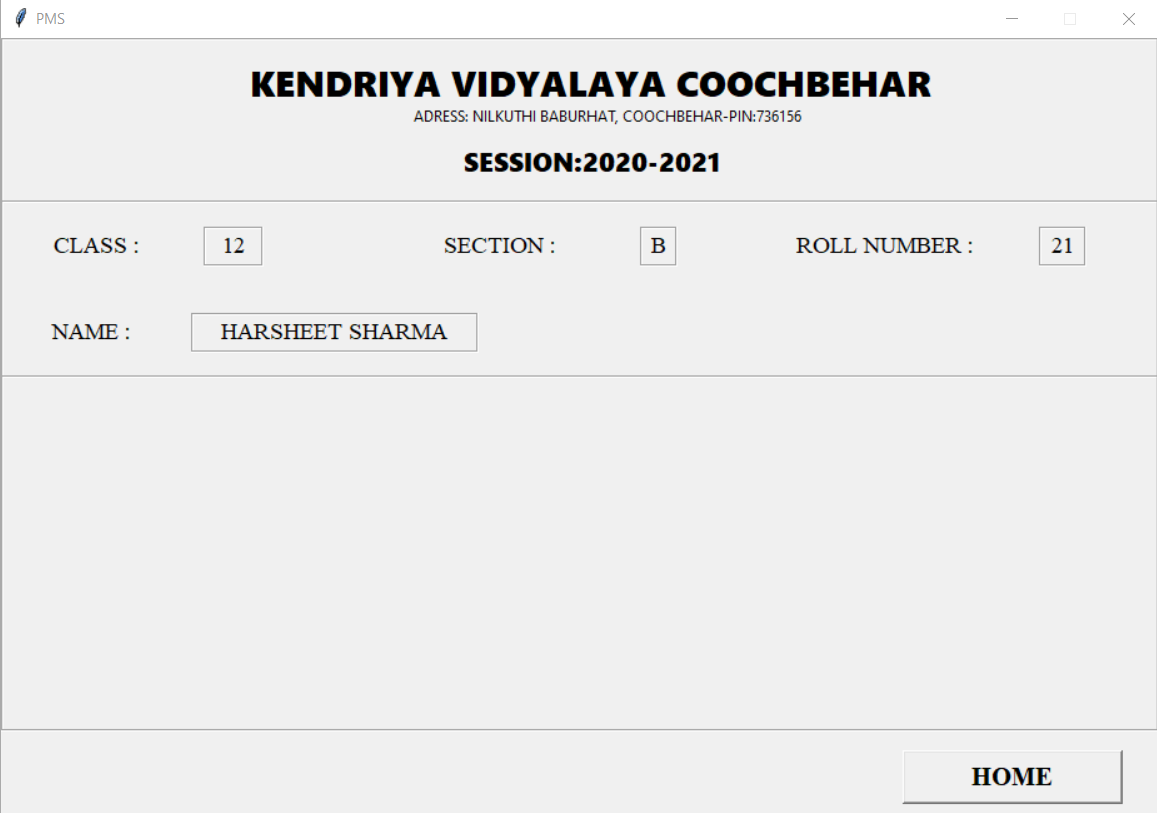 PMS
KENDRIYA VIDYALAYA COOCHBEHAR
ADRESS: NILKUTHI BABURHAT, COOCHBEHAR-PIN:736156
SESSION:2020-2021
CLASS : 12 SECTION : B ROLL NUMBER : 21
NAME : HARSHEET SHARMA
HOME